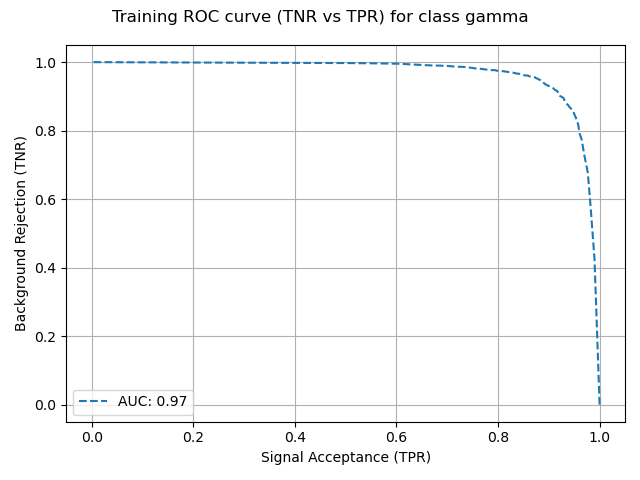 Training ROC curve (TNR vs TPR) for class gamma
Background Rejection (TNR)
1.0
0.8
0.6
0.4
0.2
0.0
AUC: 0.97
0.0 0.2 0.4 0.6 0.8 1.0
Signal Acceptance (TPR)